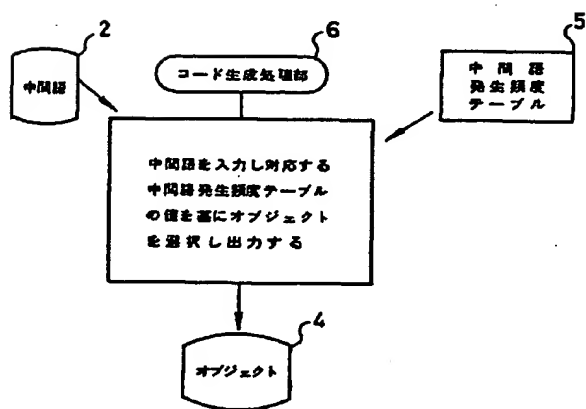 2
中間語
6
コード生成処理部
5
中間語
発生頻度
テーブル
中間語を入力し対応する
中間語発生頻度テーブル
の値を基にオブジェクト
を選択し出力する
4
オブジェクト